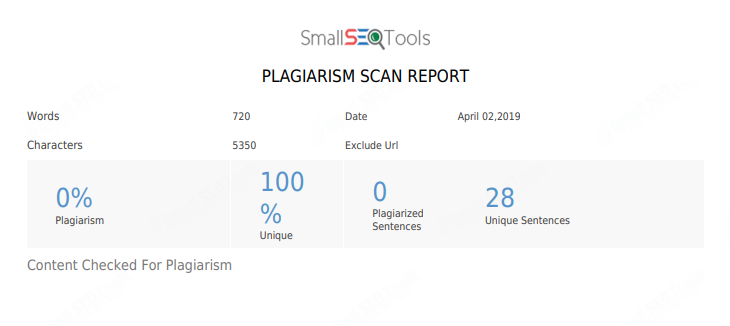 SmallSEOTools
PLAGIARISM SCAN REPORT
Words 720 Date April 02,2019
Characters 5350 Exclude Url
0%
Plagiarism
100
%
Unique
0
Plagiarized
Sentences
28
Unique Sentences
Content Checked For Plagiarism